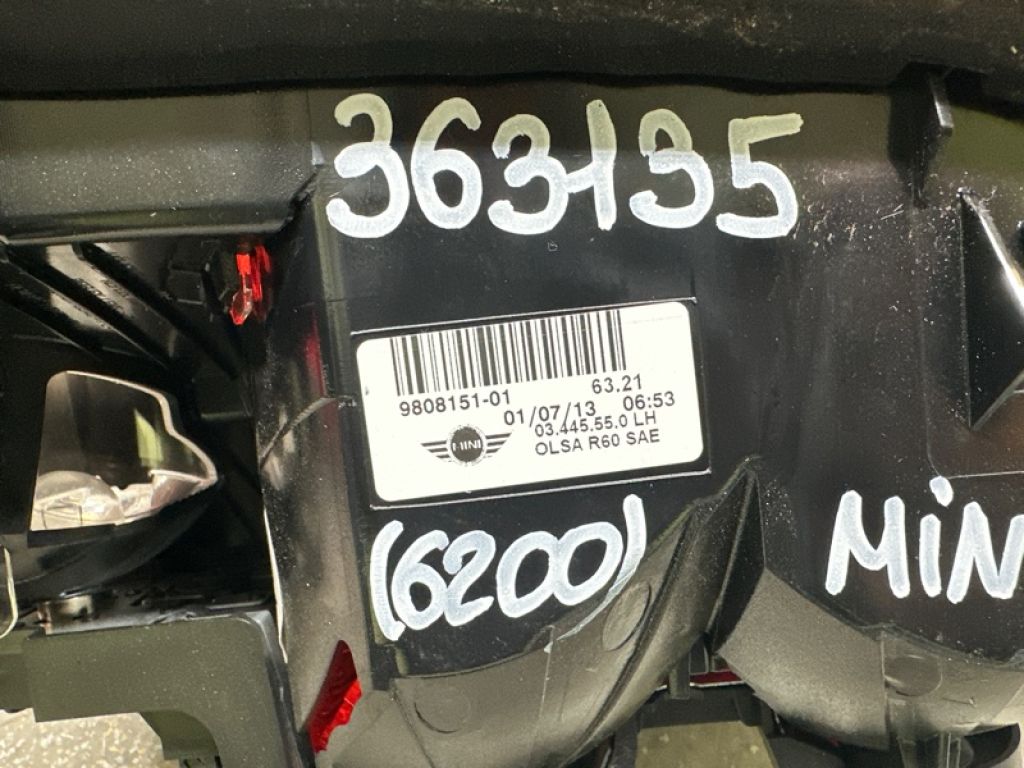 363135
9808151-01 63.21
01/07/13 06:53
03.445.55.0 LH
MINI OLSA R60 SAE
(6200)
MiN